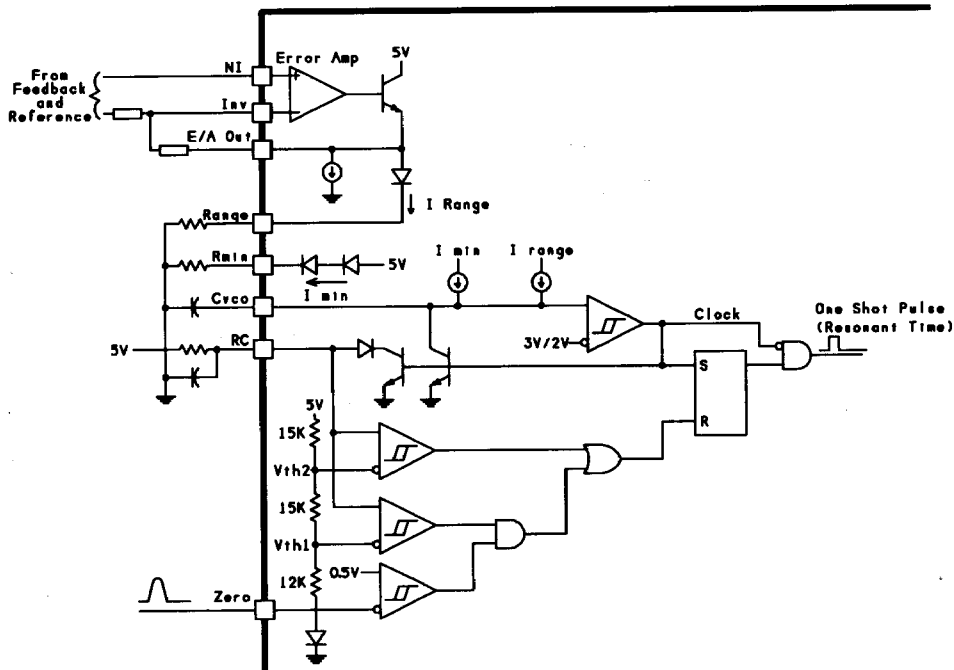 Error Amp
5V
NI
From
Feedback
and
Reference
Inv
E/A Out
I Range
Range
Rmin
5V
I min
I min
I range
Cvco
Clock
One Shot Pulse
(Resonant Time)
3V/2V
5V
RC
S
R
5V
15K
Vth2
15K
Vth1
12K
0.5V
Zero